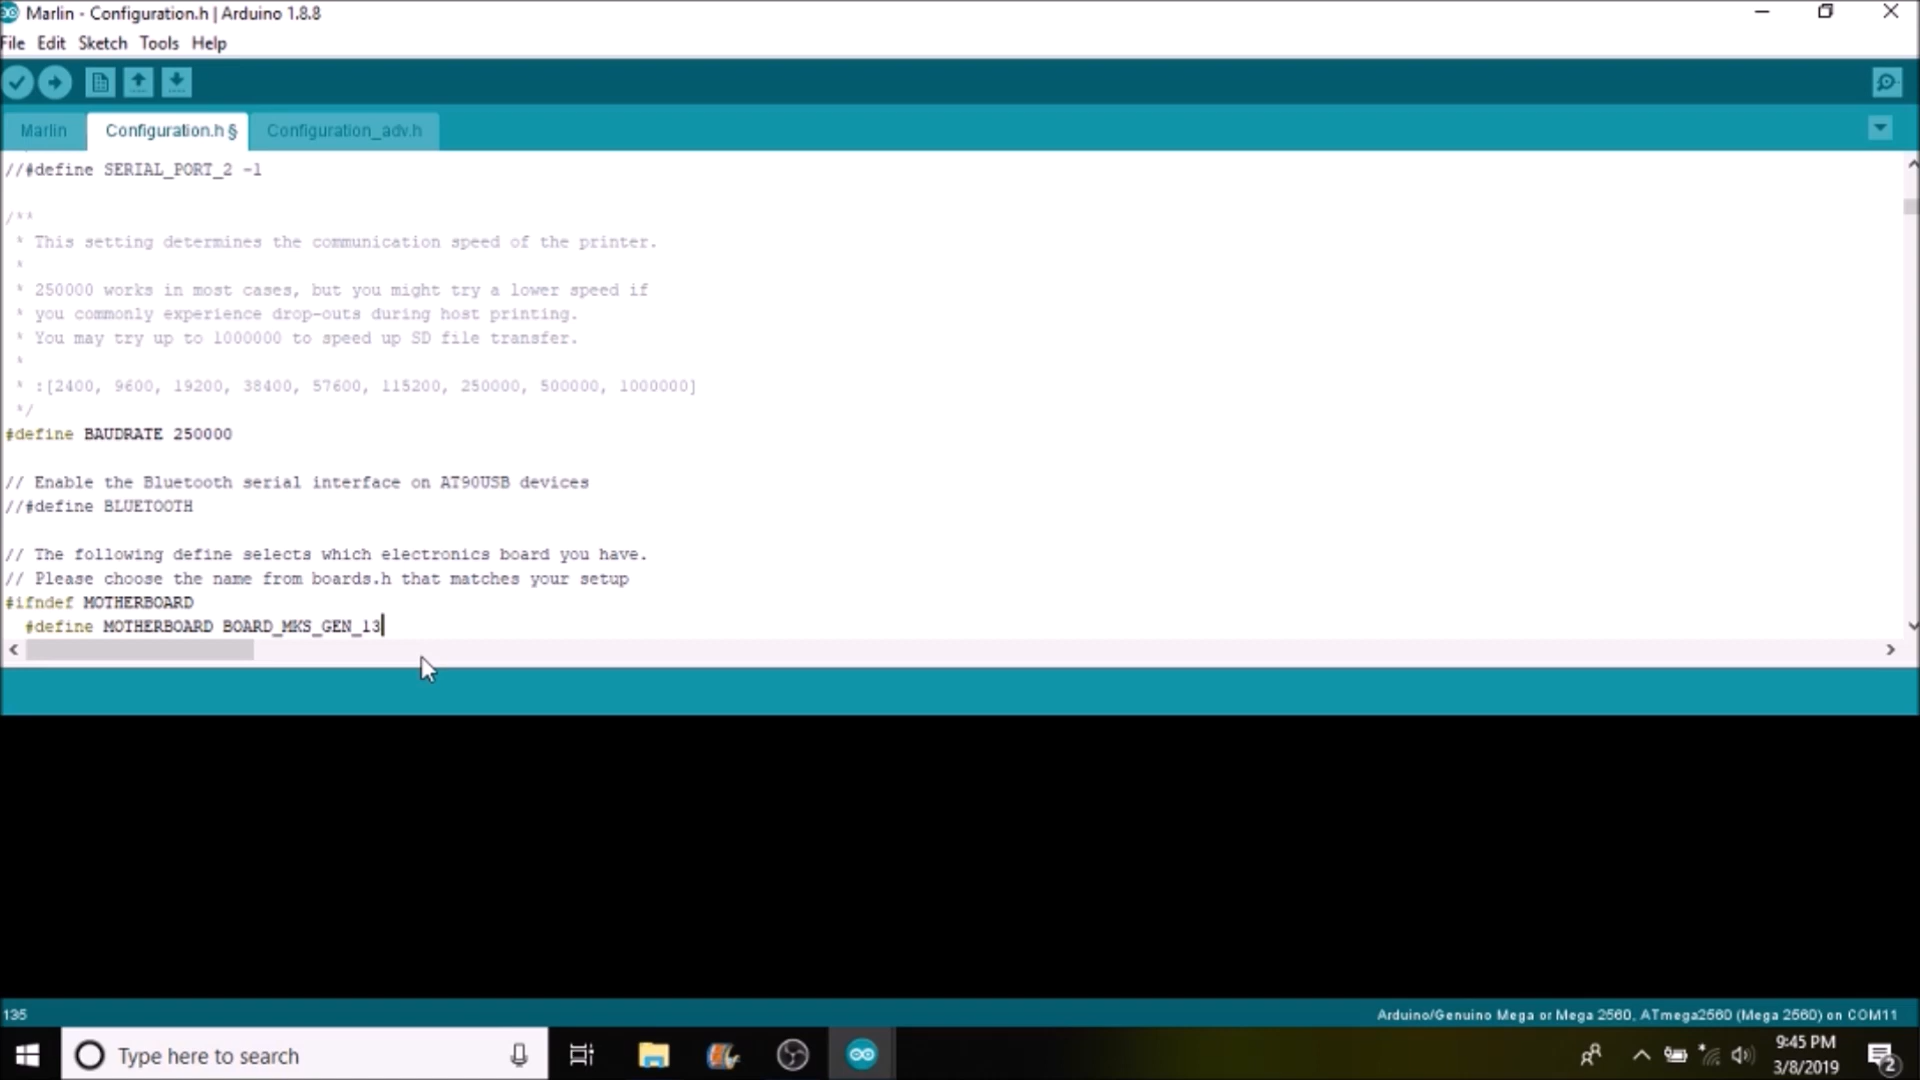 Marlin - Configuration.h | Arduino 1.8.8
File Edit Sketch Tools Help
Marlin Configuration.h § Configuration_adv.h
//#define SERIAL_PORT_2 -1
/**
* This setting determines the communication speed of the printer.
*
* 250000 works in most cases, but you might try a lower speed if
* you commonly experience drop-outs during host printing.
* You may try up to 1000000 to speed up SD file transfer.
*
* :[2400, 9600, 19200, 38400, 57600, 115200, 250000, 500000, 1000000]
*/
#define BAUDRATE 250000
// Enable the Bluetooth serial interface on AT90USB devices
//#define BLUETOOTH
// The following define selects which electronics board you have.
// Please choose the name from boards.h that matches your setup
#ifndef MOTHERBOARD
#define MOTHERBOARD BOARD_MKS_GEN_13
135 Arduino/Genuino Mega or Mega 2560, ATmega2560 (Mega 2560) on COM11
Type here to search
9:45 PM
3/8/2019
2